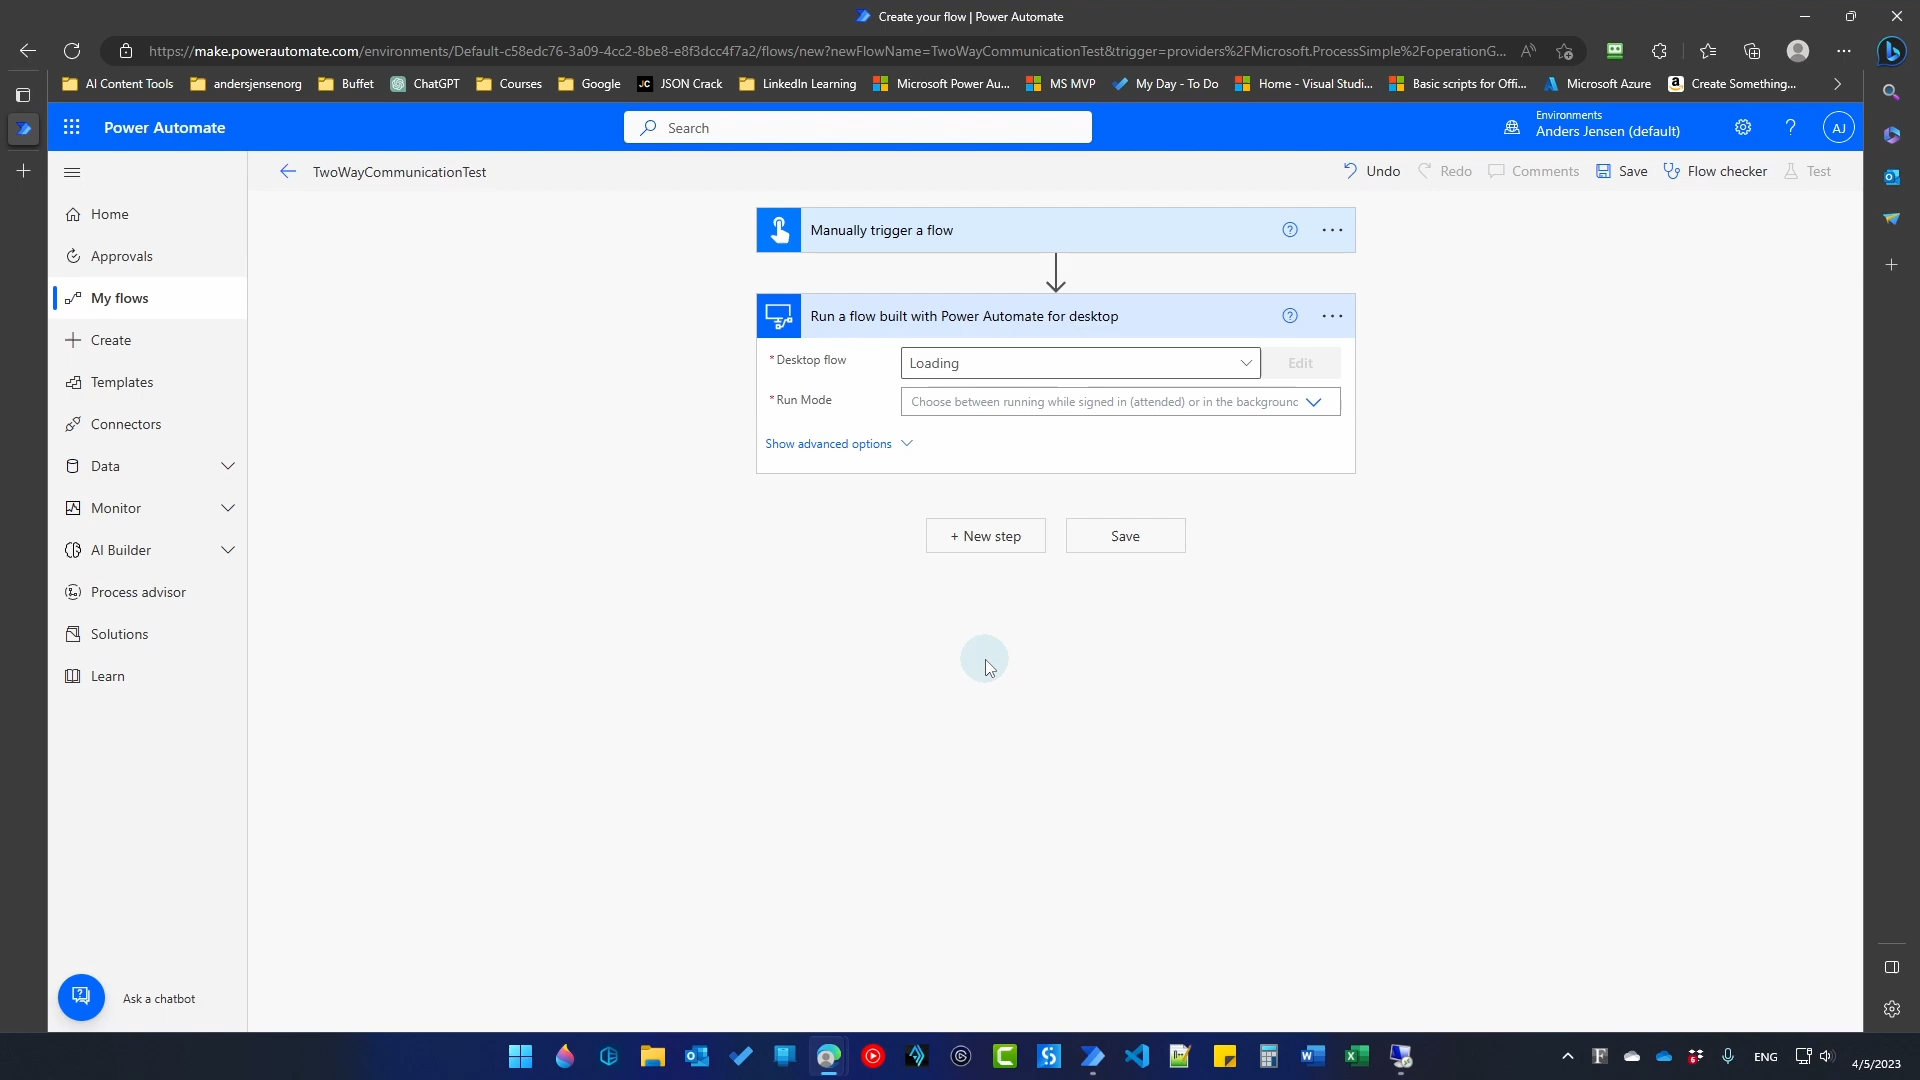 Create your flow | Power Automate
https://make.powerautomate.com/environments/Default-c58edc76-3a09-4cc2-8be8-e8f3dcc4f7a2/flows/new?newFlowName=TwoWayCommunicationTest&trigger=providers%2FMicrosoft.ProcessSimple%2FoperationG...
AI Content Tools
andersjensenorg
Buffet
ChatGPT
Courses
Google
JC JSON Crack
LinkedIn Learning
Microsoft Power Au...
MS MVP
My Day - To Do
Home - Visual Studi...
Basic scripts for Offi...
Microsoft Azure
Create Something...
Power Automate
Search
Environments
Anders Jensen (default)
AJ
TwoWayCommunicationTest
Undo
Redo
Comments
Save
Flow checker
Test
Home
Approvals
My flows
Create
Templates
Connectors
Data
Monitor
AI Builder
Process advisor
Solutions
Learn
Manually trigger a flow
Run a flow built with Power Automate for desktop
* Desktop flow
Loading
Edit
* Run Mode
Choose between running while signed in (attended) or in the background
Show advanced options
+ New step
Save
Ask a chatbot
ENG
4/5/2023